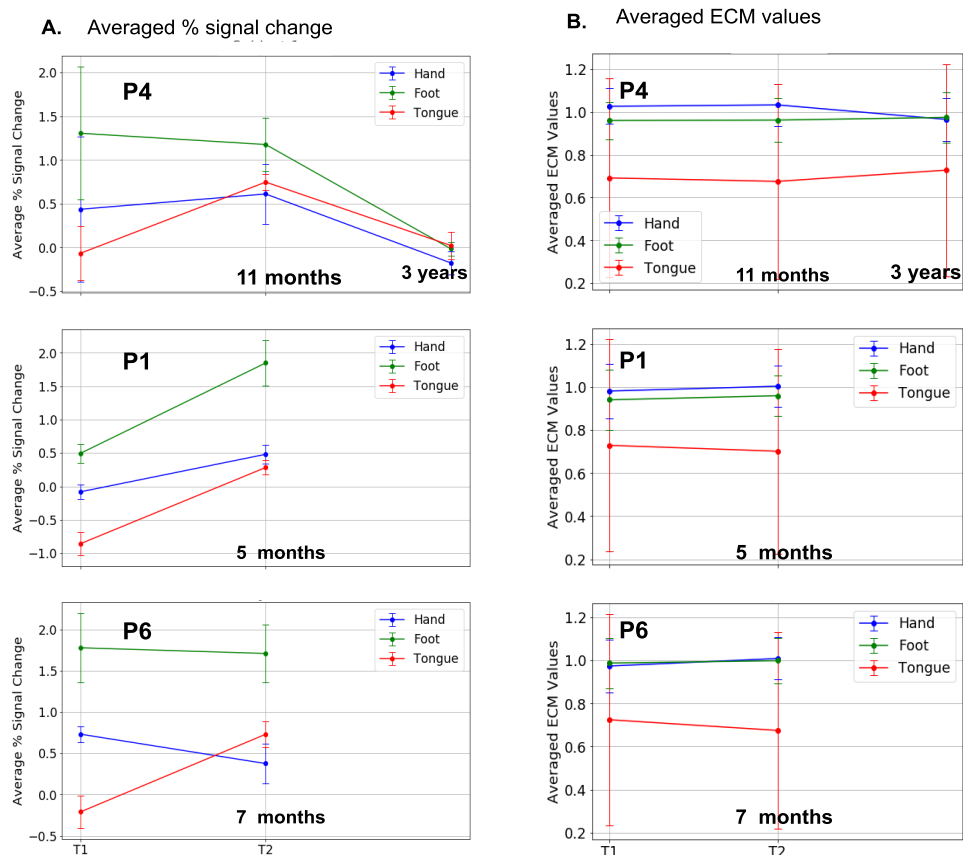 A. Averaged % signal change
B. Averaged ECM values
Average % Signal Change
2.0
1.5
1.0
0.5
0.0
−0.5
P4
Hand
Foot
Tongue
11 months
3 years
Averaged ECM Values
1.2
1.0
0.8
0.6
0.4
0.2
P4
Hand
Foot
Tongue
11 months
3 years
Average % Signal Change
2.0
1.5
1.0
0.5
0.0
−0.5
−1.0
P1
Hand
Foot
Tongue
5 months
Averaged ECM Values
1.2
1.0
0.8
0.6
0.4
0.2
P1
Hand
Foot
Tongue
5 months
Average % Signal Change
2.0
1.5
1.0
0.5
0.0
−0.5
P6
Hand
Foot
Tongue
7 months
T1
T2
Averaged ECM Values
1.2
1.0
0.8
0.6
0.4
0.2
P6
Hand
Foot
Tongue
7 months
T1
T2